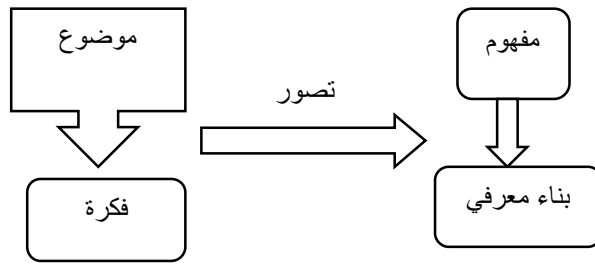 موضوع
مفهوم
تصور
فكرة
بناء معرفي